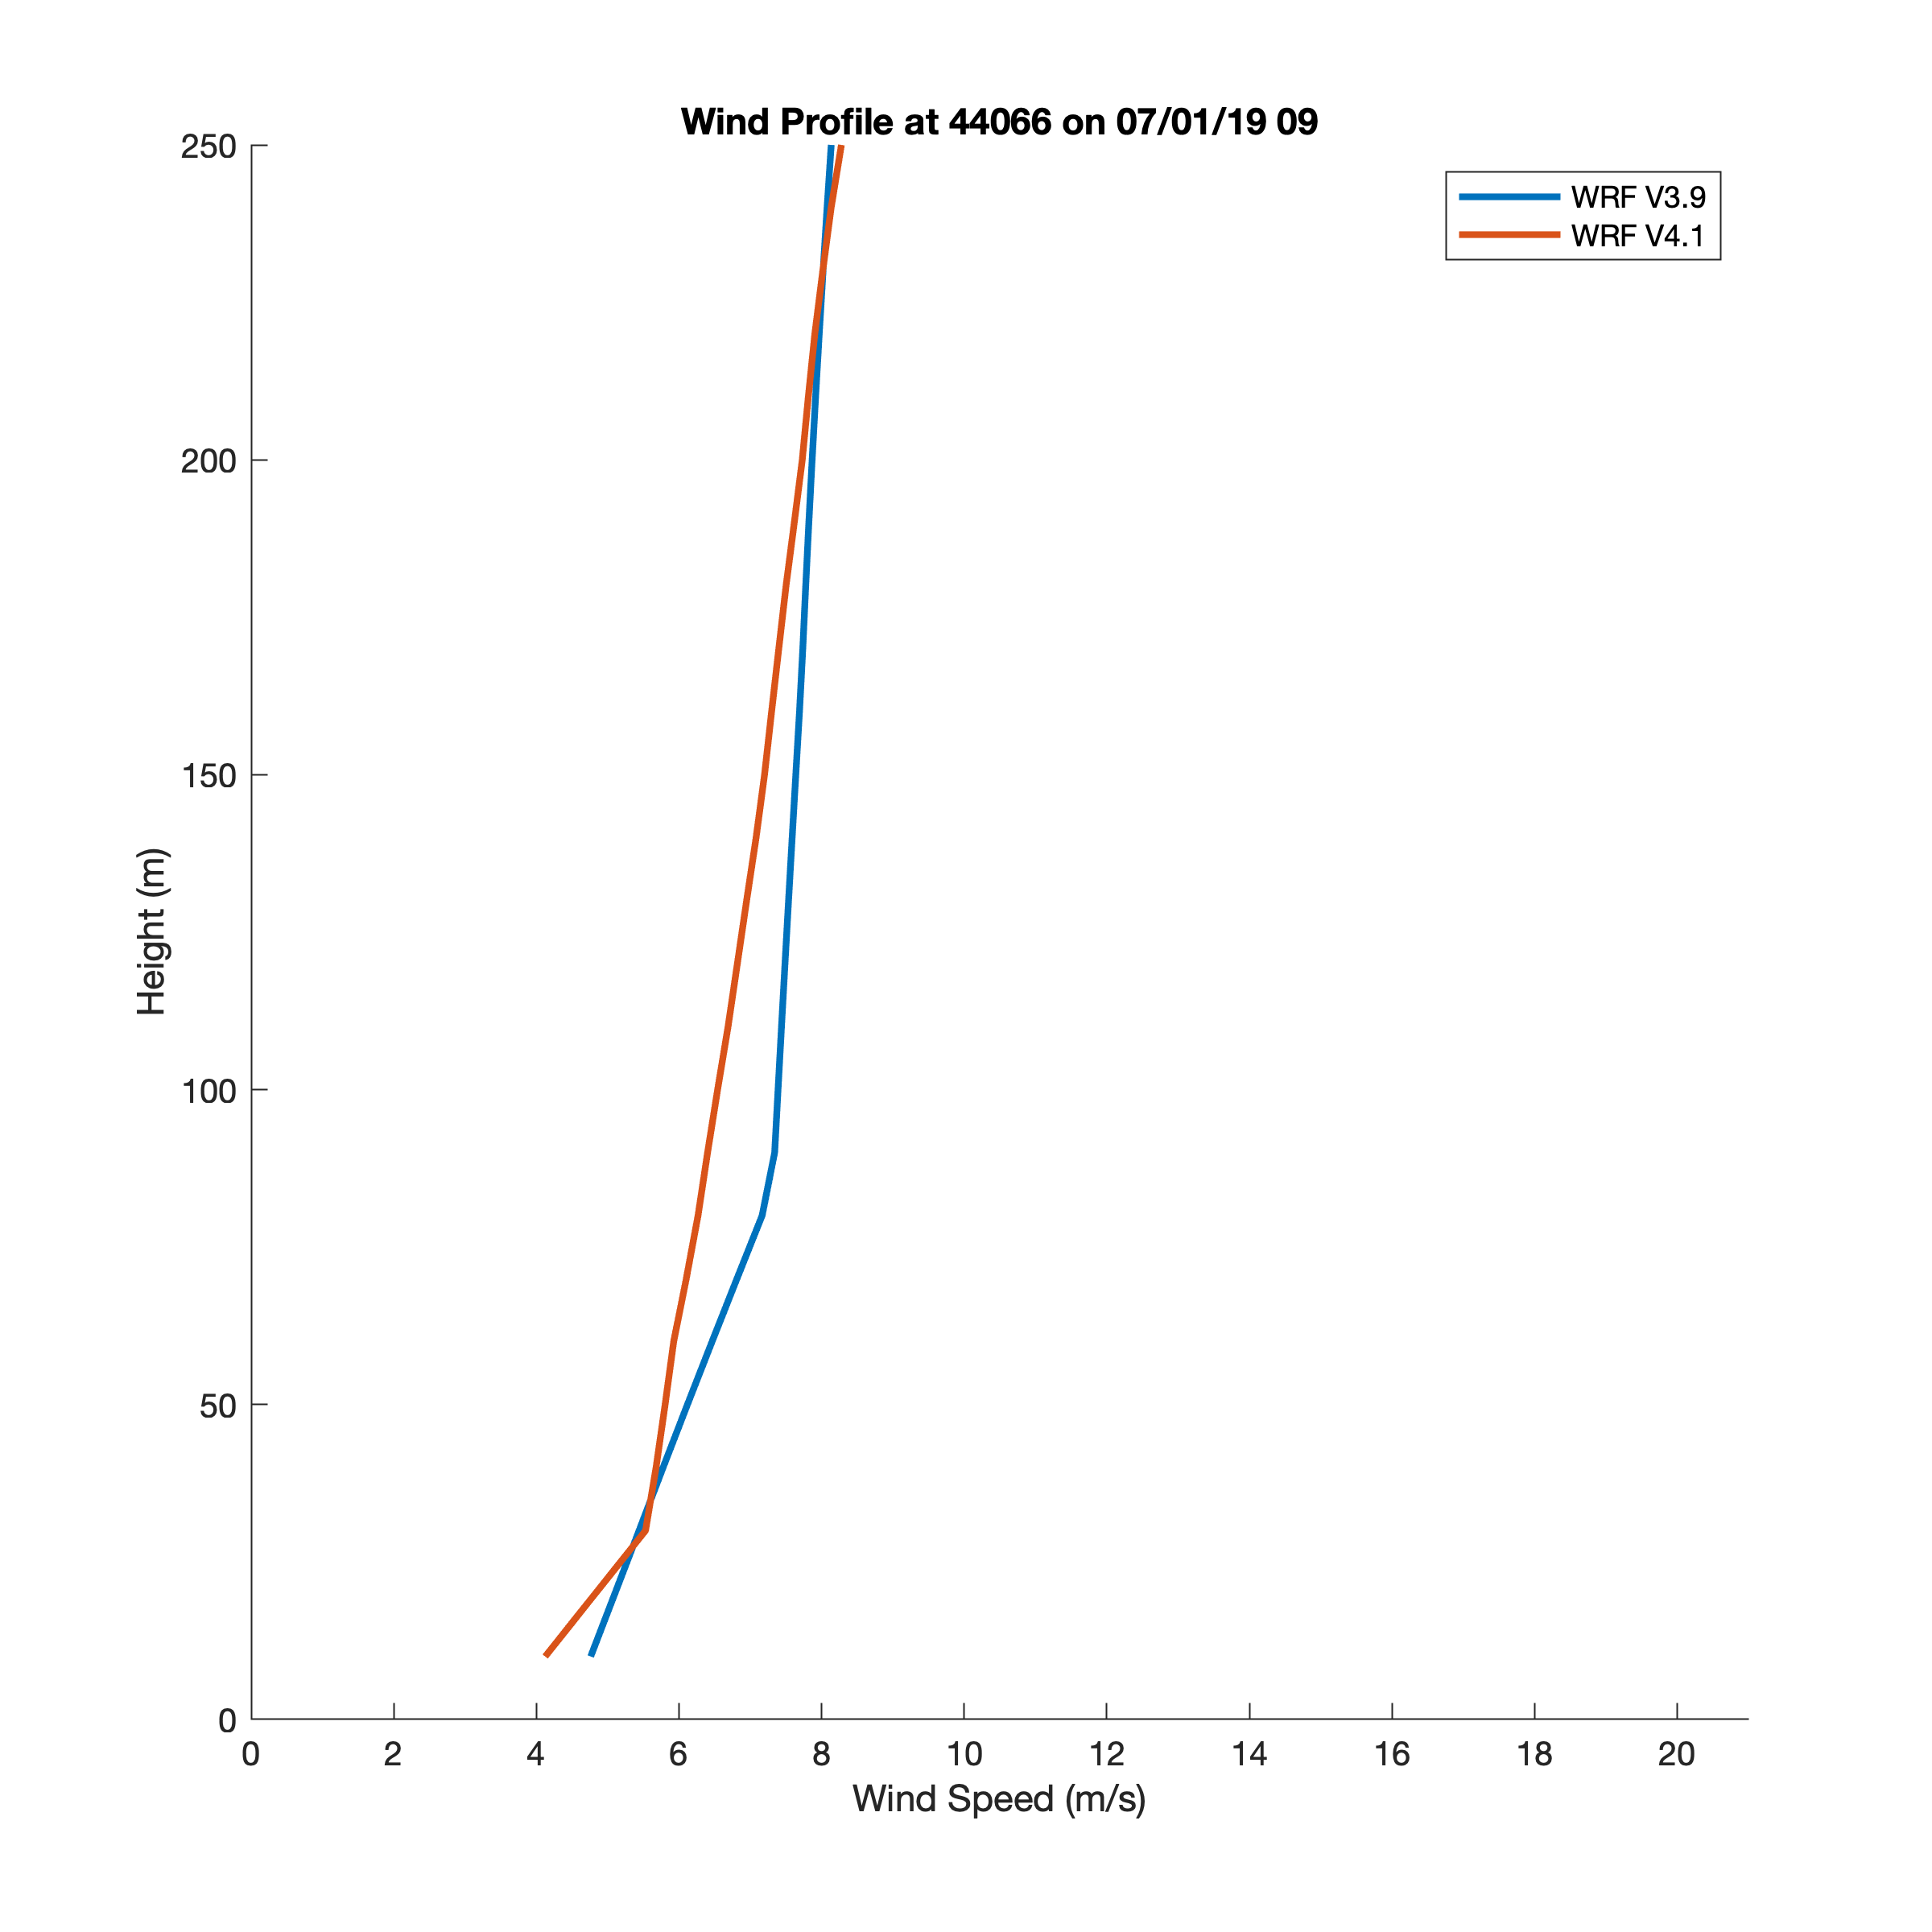 Wind Profile at 44066 on 07/01/19 09
WRF V3.9
WRF V4.1
250
200
150
100
50
0
Height (m)
0 2 4 6 8 10 12 14 16 18 20
Wind Speed (m/s)